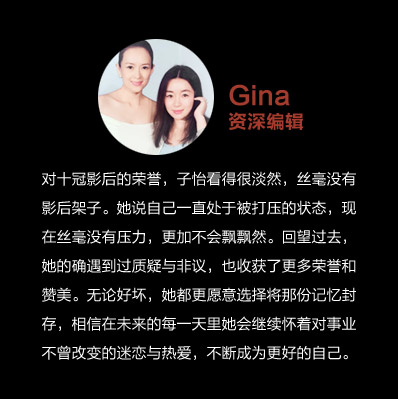 Gina
资深编辑
对十冠影后的荣誉，子怡看得很淡然，丝毫没有
影后架子。她说自己一直处于被打压的状态，现
在丝毫没有压力，更加不会飘飘然。回望过去，
她的确遇到过质疑与非议，也收获了更多荣誉和
赞美。无论好坏，她都更愿意选择将那份记忆封
存，相信在未来的每一天里她会继续怀着对事业
不曾改变的迷恋与热爱，不断成为更好的自己。